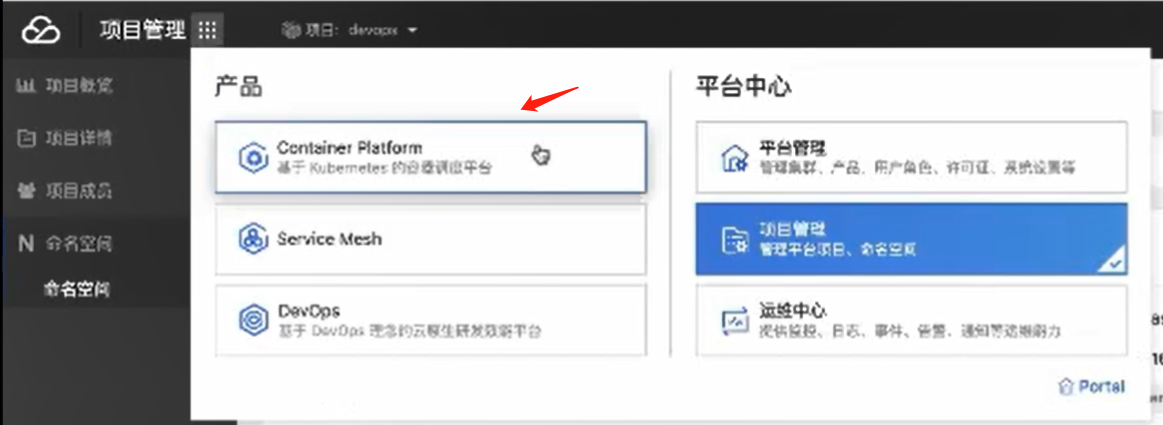 项目管理
项目: devops
项目概览
项目详情
项目成员
N 命名空间
命名空间
产品
Container Platform
基于 Kubernetes 的容器调度平台
Service Mesh
DevOps
基于 DevOps 理念的云原生研发效能平台
平台中心
平台管理
管理集群、产品、用户角色、许可证、系统设置等
项目管理
管理平台项目、命名空间
运维中心
提供监控、日志、事件、告警、通知等运维能力
Portal